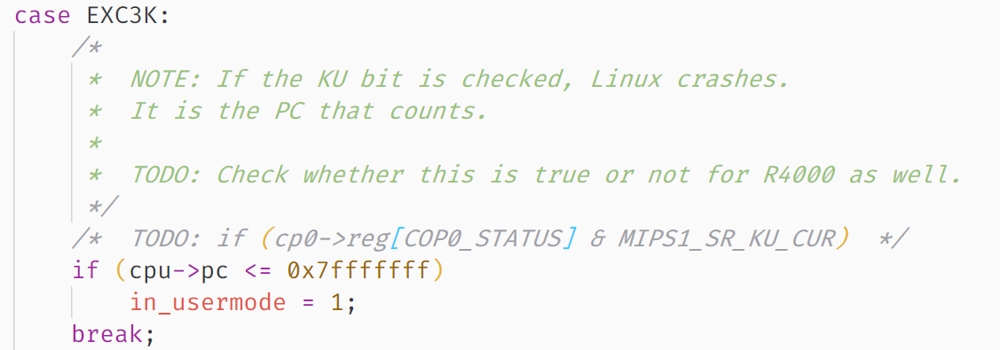 case EXC3K:
/*
* NOTE: If the KU bit is checked, Linux crashes.
* It is the PC that counts.
*
* TODO: Check whether this is true or not for R4000 as well.
*/
/* TODO: if (cp0->reg[COP0_STATUS] & MIPS1_SR_KU_CUR) */
if (cpu->pc <= 0x7fffffff)
in_usermode = 1;
break;